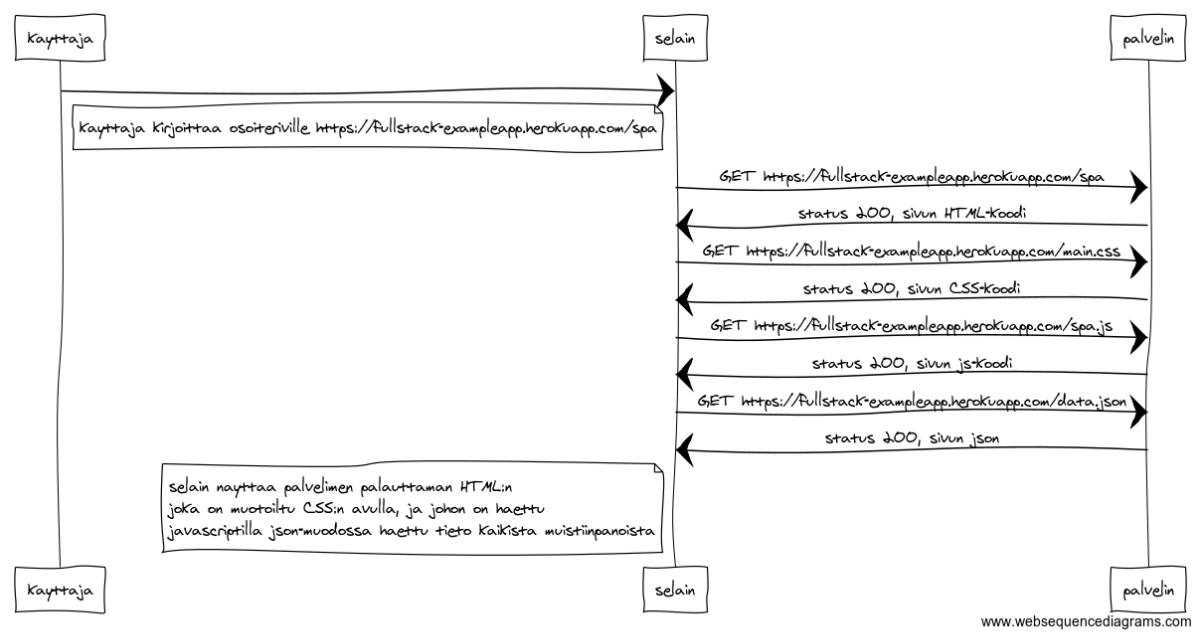 kayttaja
selain
palvelin
kayttaja kirjoittaa osoiteriville https://fullstack-exampleapp.herokuapp.com/spa
GET https://fullstack-exampleapp.herokuapp.com/spa
status 200, sivun HTML-koodi
GET https://fullstack-exampleapp.herokuapp.com/main.css
status 200, sivun CSS-koodi
GET https://fullstack-exampleapp.herokuapp.com/spa.js
status 200, sivun js-koodi
GET https://fullstack-exampleapp.herokuapp.com/data.json
status 200, sivun json
selain nayttaa palvelimen palauttaman HTML:n
joka on muotoiltu CSS:n avulla, ja johon on haettu
javascriptilla json-muodossa haettu tieto kaikista muistiinpanoista
kayttaja
selain
palvelin
www.websequencediagrams.com